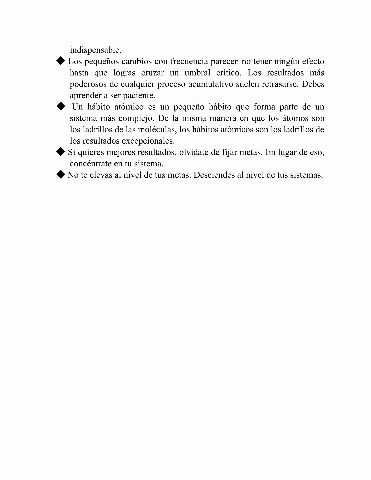 indispensable.
◆ Los pequeños cambios con frecuencia parecen no tener ningún efecto
hasta que logras cruzar un umbral crítico. Los resultados más
poderosos de cualquier proceso acumulativo suelen retrasarse. Debes
aprender a ser paciente.
◆ Un hábito atómico es un pequeño hábito que forma parte de un
sistema más complejo. De la misma manera en que los átomos son
los ladrillos de las moléculas, los hábitos atómicos son los ladrillos de
los resultados excepcionales.
◆ Si quieres mejores resultados, olvídate de fijar metas. En lugar de eso,
concéntrate en tu sistema.
◆ No te elevas al nivel de tus metas. Desciendes al nivel de tus sistemas.